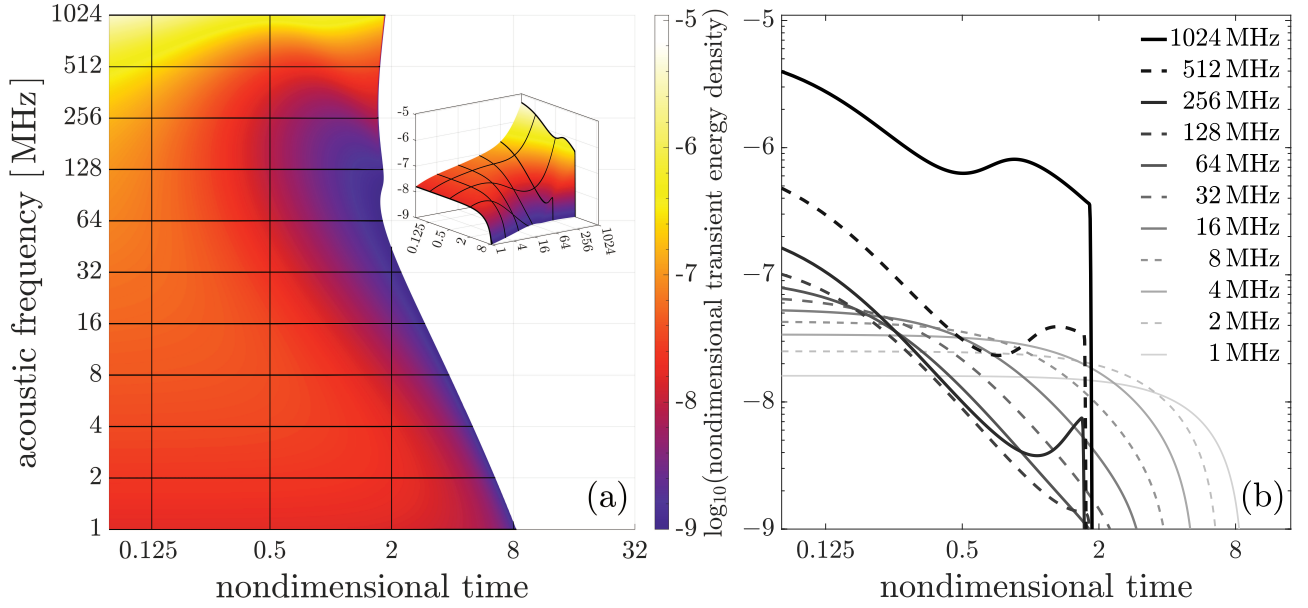 1024
512
256
128
64
32
16
8
4
2
1
acoustic frequency [MHz]
0.125
0.5
2
8
32
nondimensional time
(a)
-5
-6
-7
-8
-9
0.125
0.5
2
8
1
4
16
64
256
1024
-5
-6
-7
-8
-9
log10(nondimensional transient energy density)
−5
−6
−7
−8
−9
1024 MHz
512 MHz
256 MHz
128 MHz
64 MHz
32 MHz
16 MHz
8 MHz
4 MHz
2 MHz
1 MHz
(b)
0.125
0.5
2
8
nondimensional time